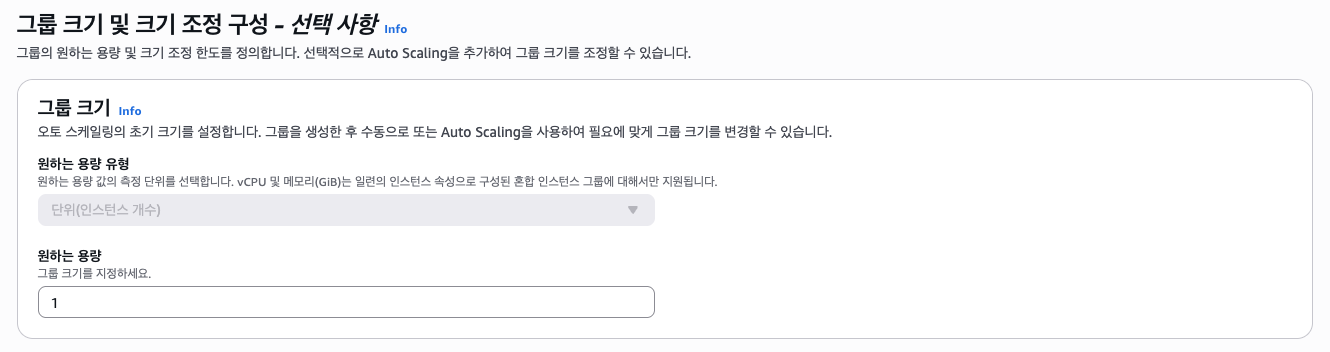 그룹 크기 및 크기 조정 구성 - 선택 사항 Info
그룹의 원하는 용량 및 크기 조정 한도를 정의합니다. 선택적으로 Auto Scaling을 추가하여 그룹 크기를 조정할 수 있습니다.
그룹 크기 Info
오토 스케일링의 초기 크기를 설정합니다. 그룹을 생성한 후 수동으로 또는 Auto Scaling을 사용하여 필요에 맞게 그룹 크기를 변경할 수 있습니다.
원하는 용량 유형
원하는 용량 값의 측정 단위를 선택합니다. vCPU 및 메모리(GiB)는 일련의 인스턴스 속성으로 구성된 혼합 인스턴스 그룹에 대해서만 지원됩니다.
단위(인스턴스 개수)
원하는 용량
그룹 크기를 지정하세요.
1